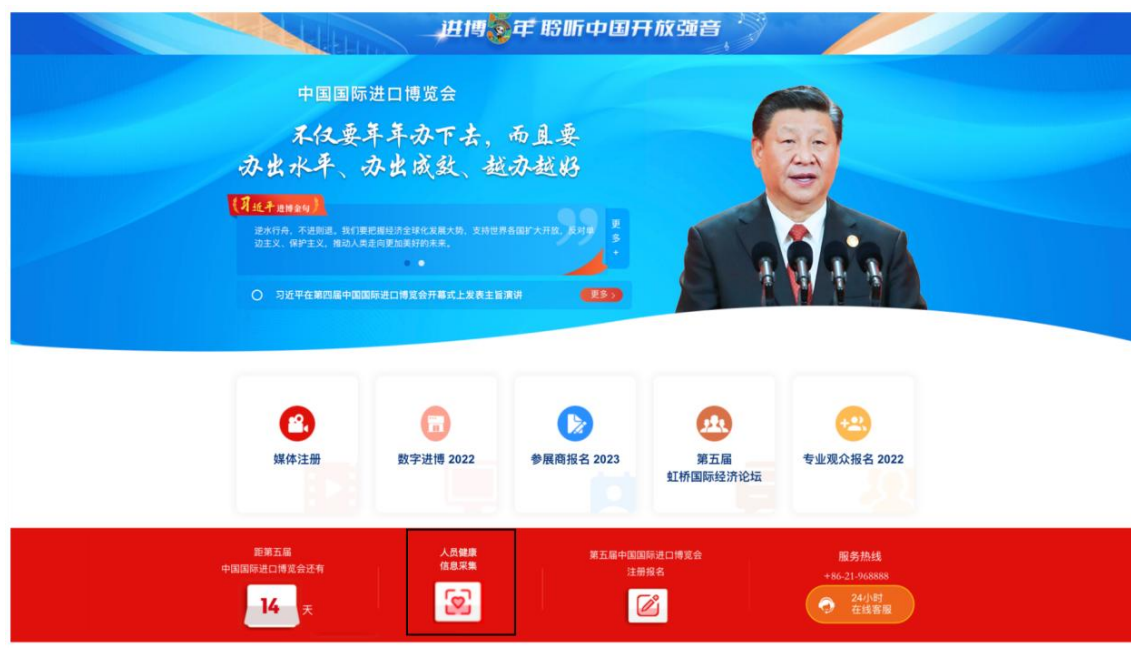 进博5年 聆听中国开放强音
中国国际进口博览会
不仅要年年办下去，而且要
办出水平、办出成效、越办越好
习近平进博金句
逆水行舟，不进则退。我们要把握经济全球化发展大势，支持世界各国扩大开放，反对单
边主义、保护主义，推动人类走向更加美好的未来。
更多+
习近平在第四届中国国际进口博览会开幕式上发表主旨演讲
更多 >
媒体注册
数字进博 2022
参展商报名 2023
第五届
虹桥国际经济论坛
专业观众报名 2022
距第五届
中国国际进口博览会还有
14 天
人员健康
信息采集
第五届中国国际进口博览会
注册报名
服务热线
+86-21-968888
24小时
在线客服